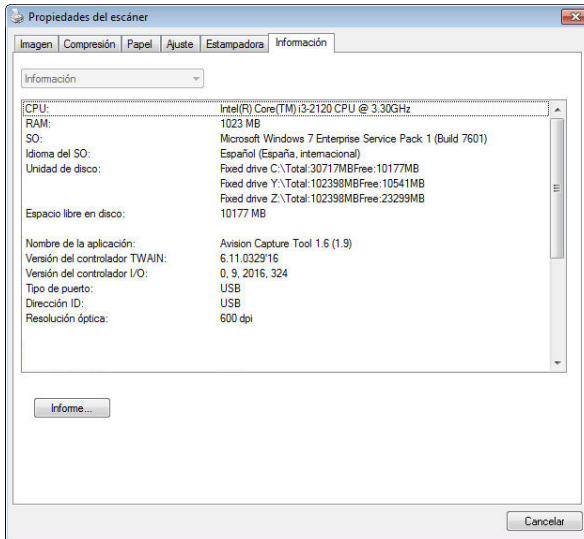 Propiedades del escáner
Imagen Compresión Papel Ajuste Estampadora Información
Información
CPU: Intel(R) Core(TM) i3-2120 CPU @ 3.30GHz
RAM: 1023 MB
SO: Microsoft Windows 7 Enterprise Service Pack 1 (Build 7601)
Idioma del SO: Español (España, internacional)
Unidad de disco: Fixed drive C:\Total:30717MBFree:10177MB
Fixed drive Y:\Total:102398MBFree:10541MB
Fixed drive Z:\Total:102398MBFree:23299MB
Espacio libre en disco: 10177 MB
Nombre de la aplicación: Avision Capture Tool 1.6 (1.9)
Versión del controlador TWAIN: 6.11.0329'16
Versión del controlador I/O: 0, 9, 2016, 324
Tipo de puerto: USB
Dirección ID: USB
Resolución óptica: 600 dpi
Informe...
Cancelar